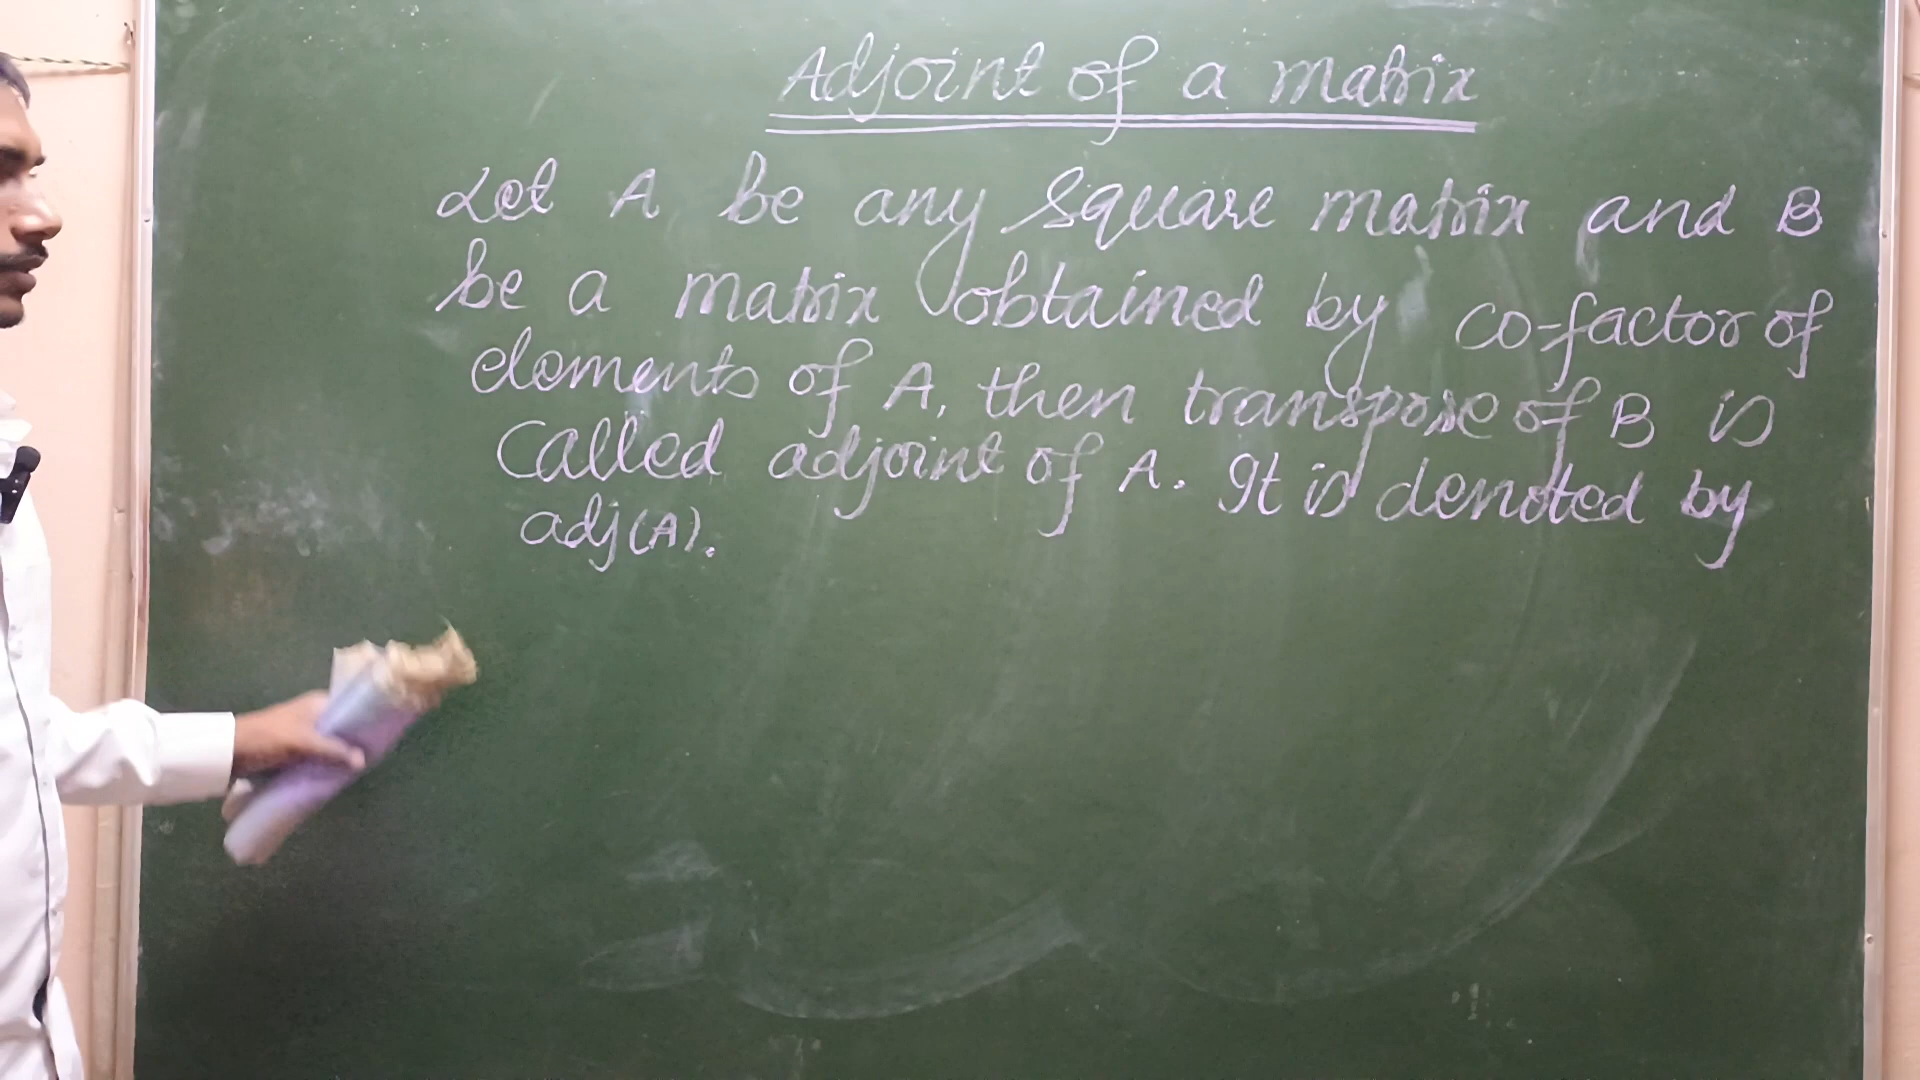 Adjoint of a matrix
Let A be any square matrix and B
be a matrix obtained by co-factor of
elements of A, then transpose of B is
Called adjoint of A. It is denoted by
adj(A).